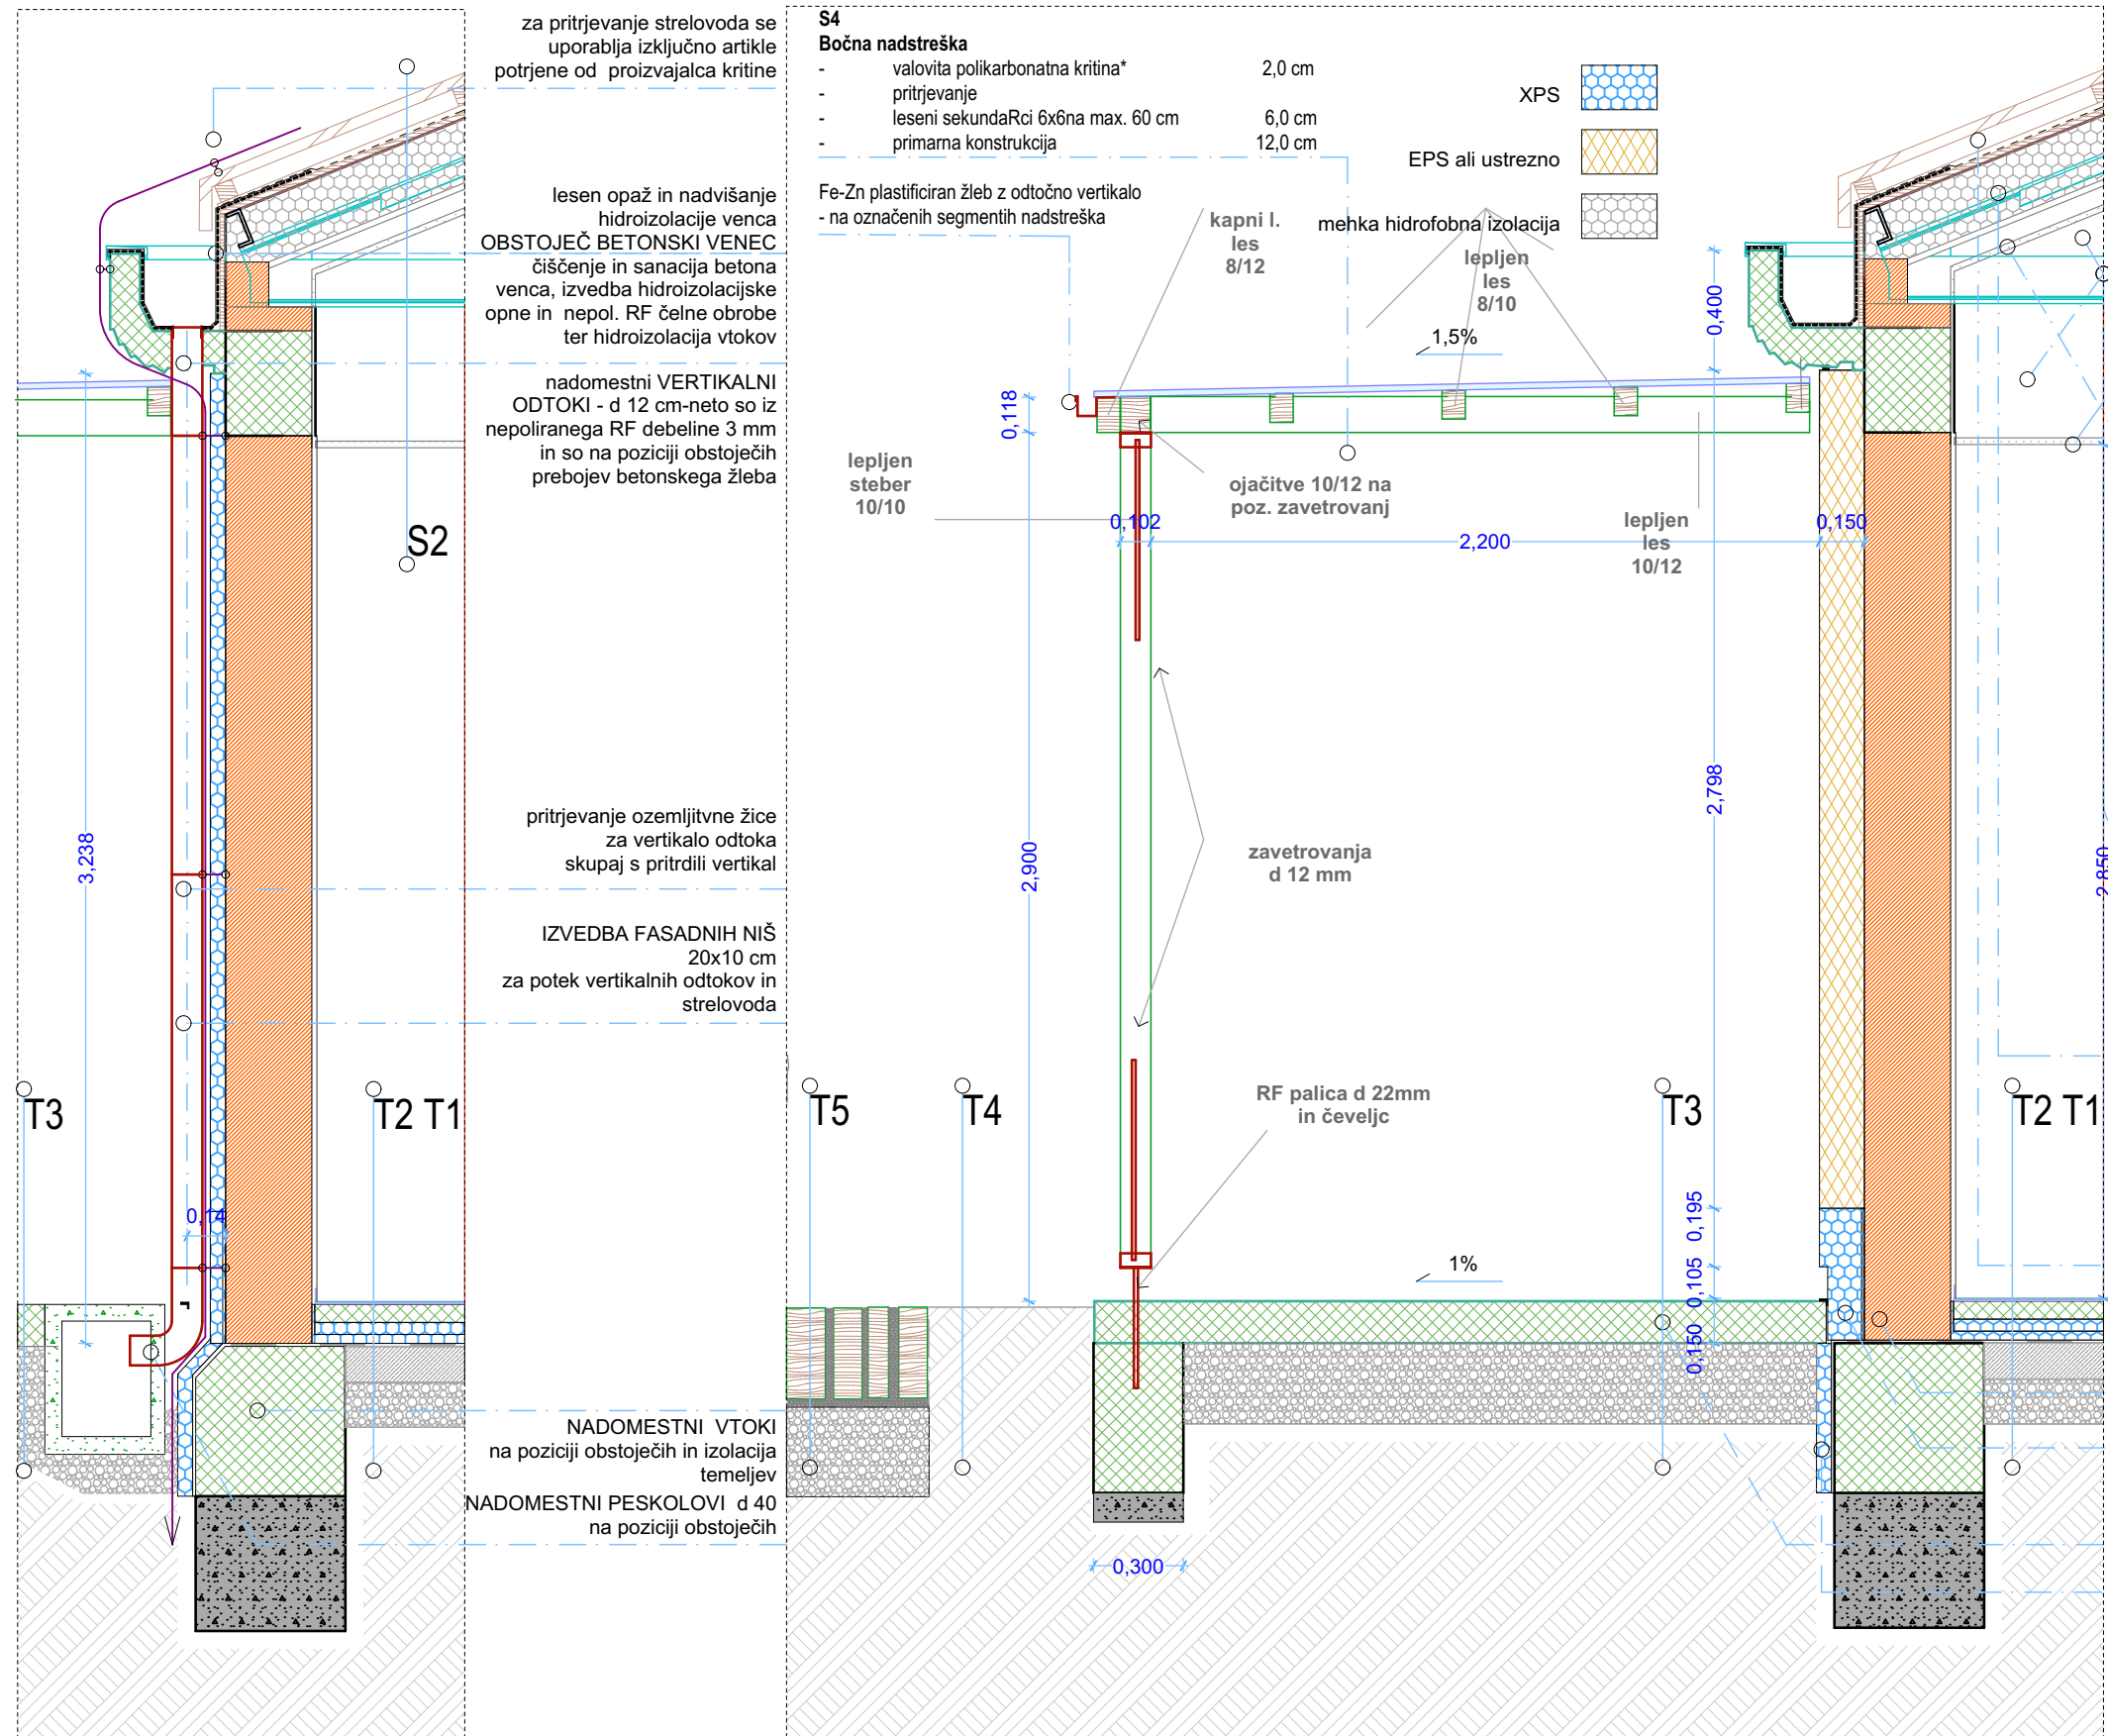 za pritrjevanje strelovoda se
uporablja izključno artikle
potrjene od proizvajalca kritine
lesen opaž in nadvišanje
hidroizolacije venca
OBSTOJEČ BETONSKI VENEC
čiščenje in sanacija betona
venca, izvedba hidroizolacijske
opne in nepol. RF čelne obrobe
ter hidroizolacija vtokov
nadomestni VERTIKALNI
ODTOKI - d 12 cm-neto so iz
nepoliranega RF debeline 3 mm
in so na poziciji obstoječih
prebojev betonskega žleba
S2
3,238
pritrjevanje ozemljitvne žice
za vertikalo odtoka
skupaj s pritrdili vertikal
IZVEDBA FASADNIH NIŠ
20x10 cm
za potek vertikalnih odtokov in
strelovoda
T3
T2 T1
0,14
NADOMESTNI VTOKI
na poziciji obstoječih in izolacija
temeljev
NADOMESTNI PESKOLOVI d 40
na poziciji obstoječih
S4
Bočna nadstreška
- valovita polikarbonatna kritina* 2,0 cm
- pritrjevanje
- leseni sekundaRci 6x6na max. 60 cm 6,0 cm
- primarna konstrukcija 12,0 cm
Fe-Zn plastificiran žleb z odtočno vertikalo
- na označenih segmentih nadstreška
XPS
EPS ali ustrezno
mehka hidrofobna izolacija
kapni l.
les
8/12
lepljen
les
8/10
1,5%
0,400
0,118
lepljen
steber
10/10
ojačitve 10/12 na
poz. zavetrovanj
lepljen
les
10/12
0,102
2,200
0,150
2,798
2,900
2,850
zavetrovanja
d 12 mm
T5
T4
RF palica d 22mm
in čeveljc
T3
T2 T1
0,195
0,105
0,150
1%
0,300